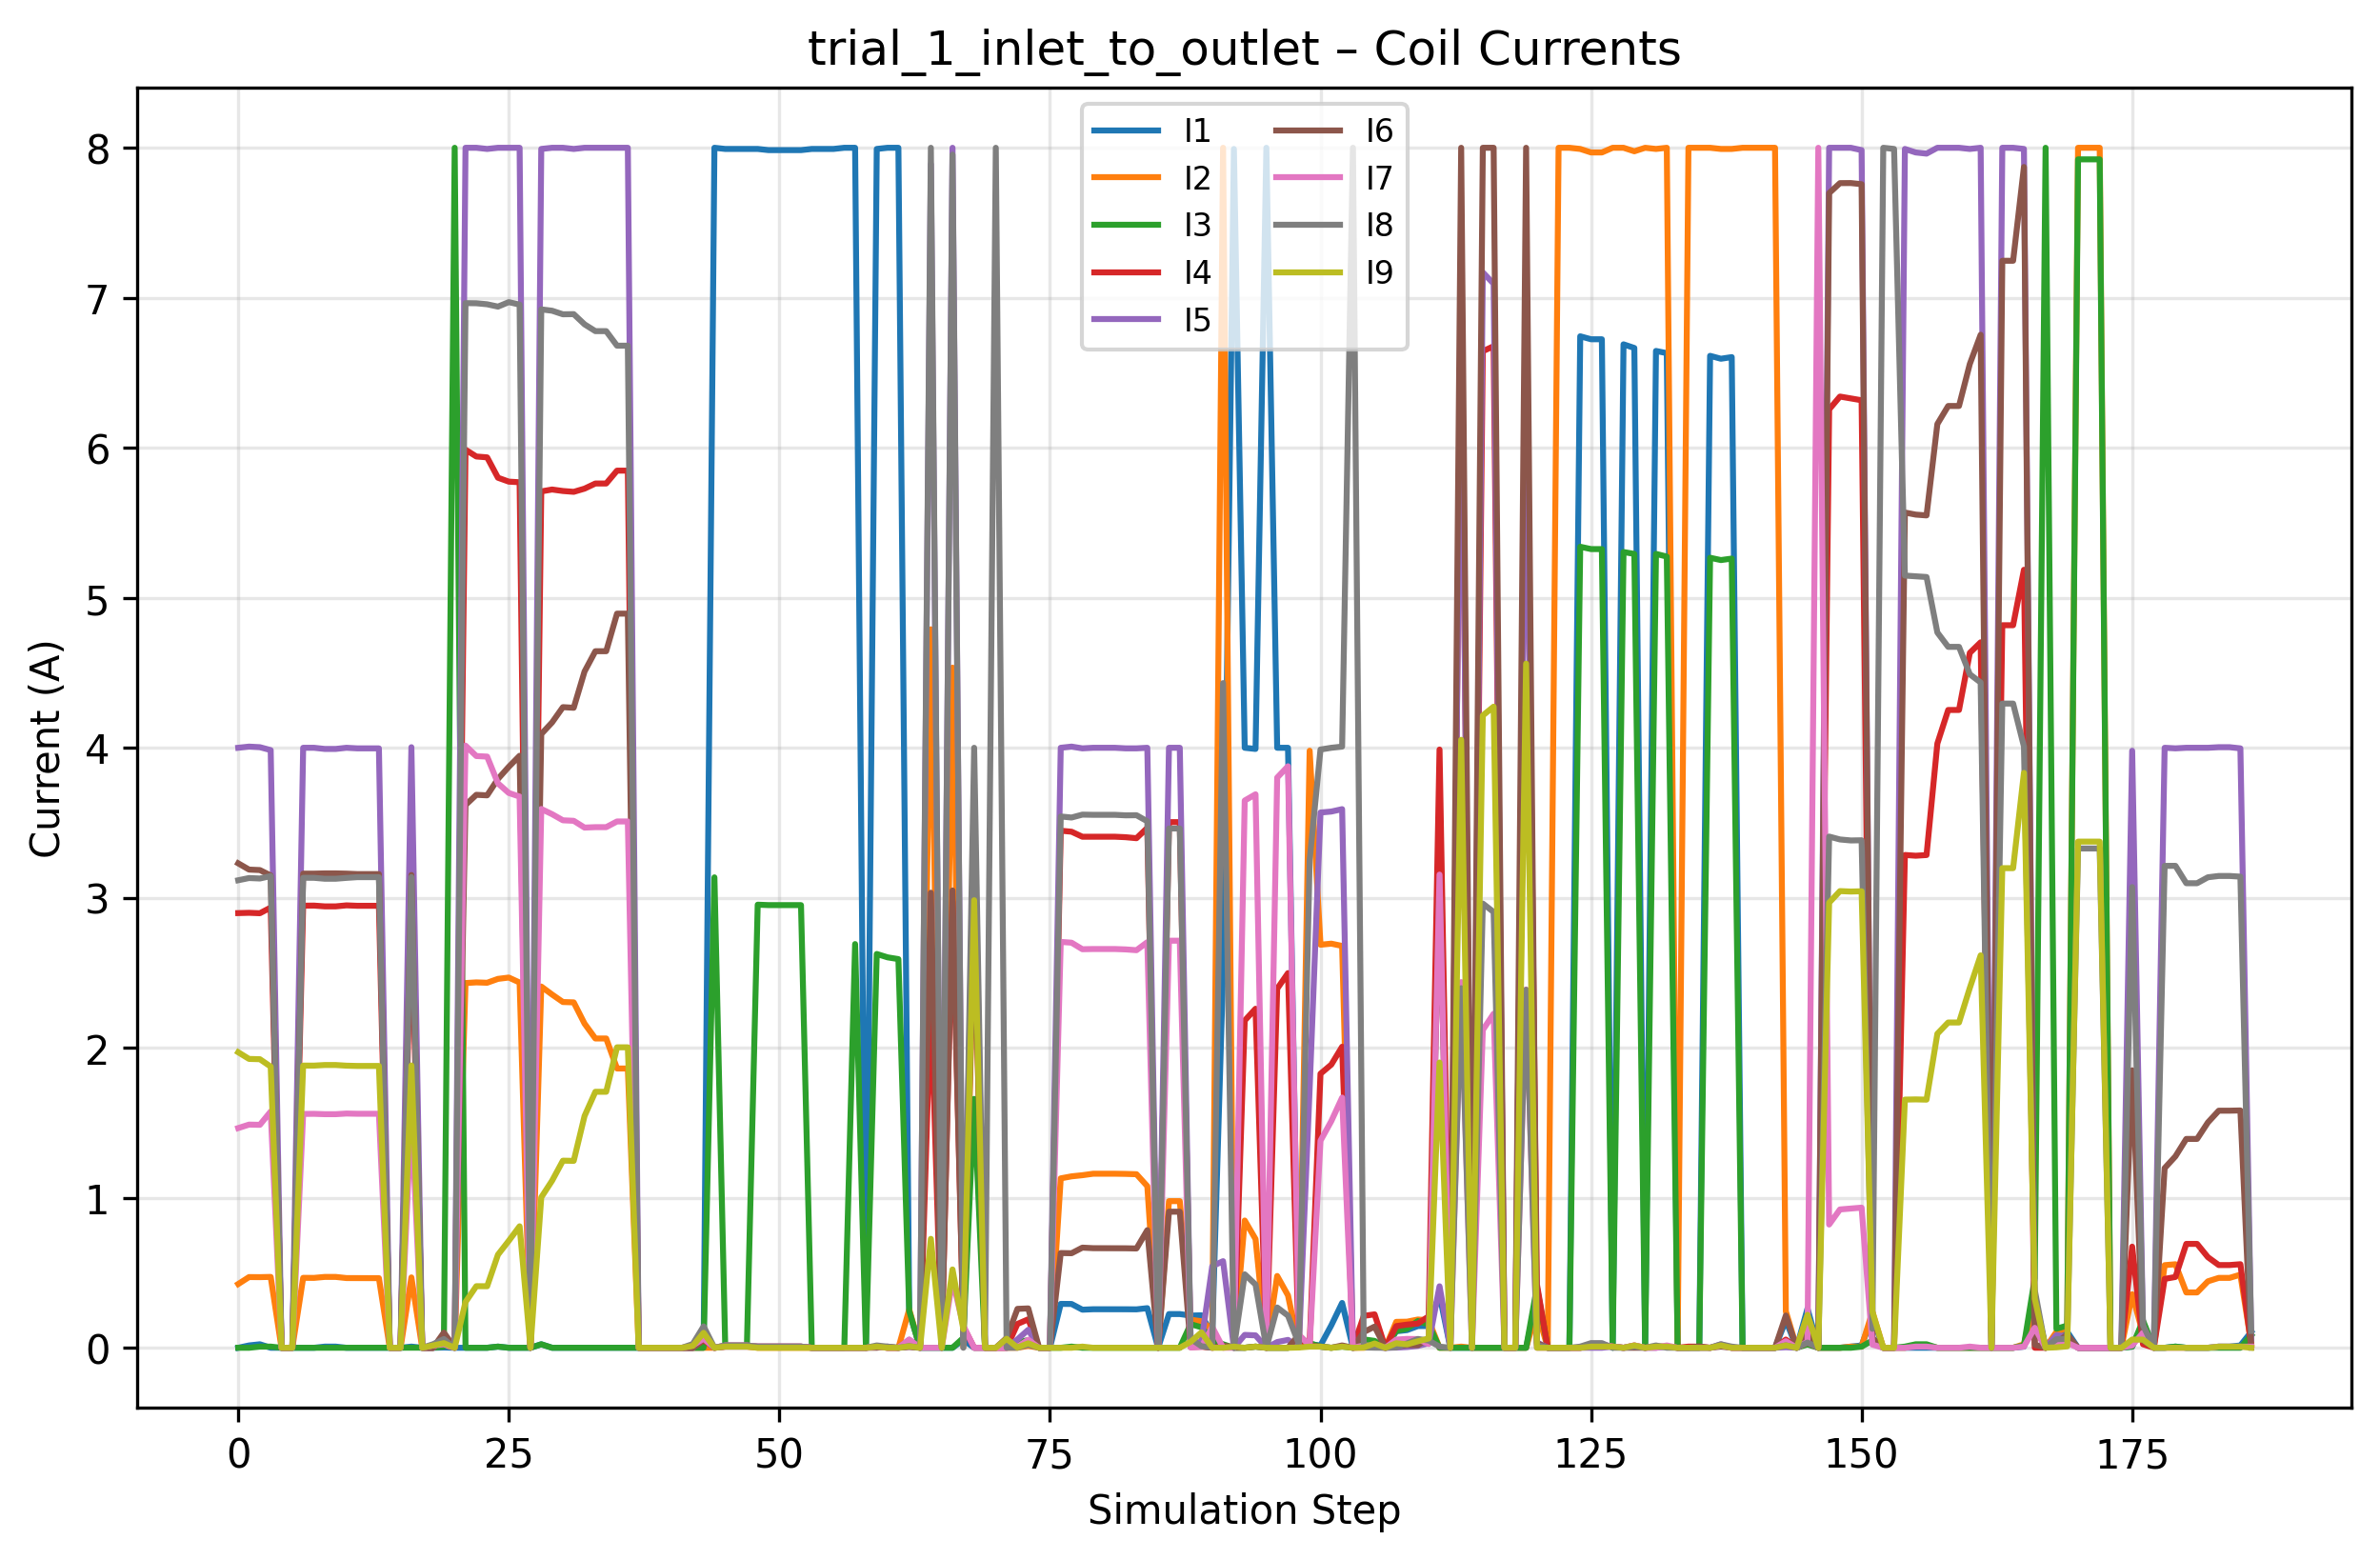 trial_1_inlet_to_outlet – Coil Currents
I1
I2
I3
I4
I5
I6
I7
I8
I9
Current (A)
8
7
6
5
4
3
2
1
0
0 25 50 75 100 125 150 175
Simulation Step